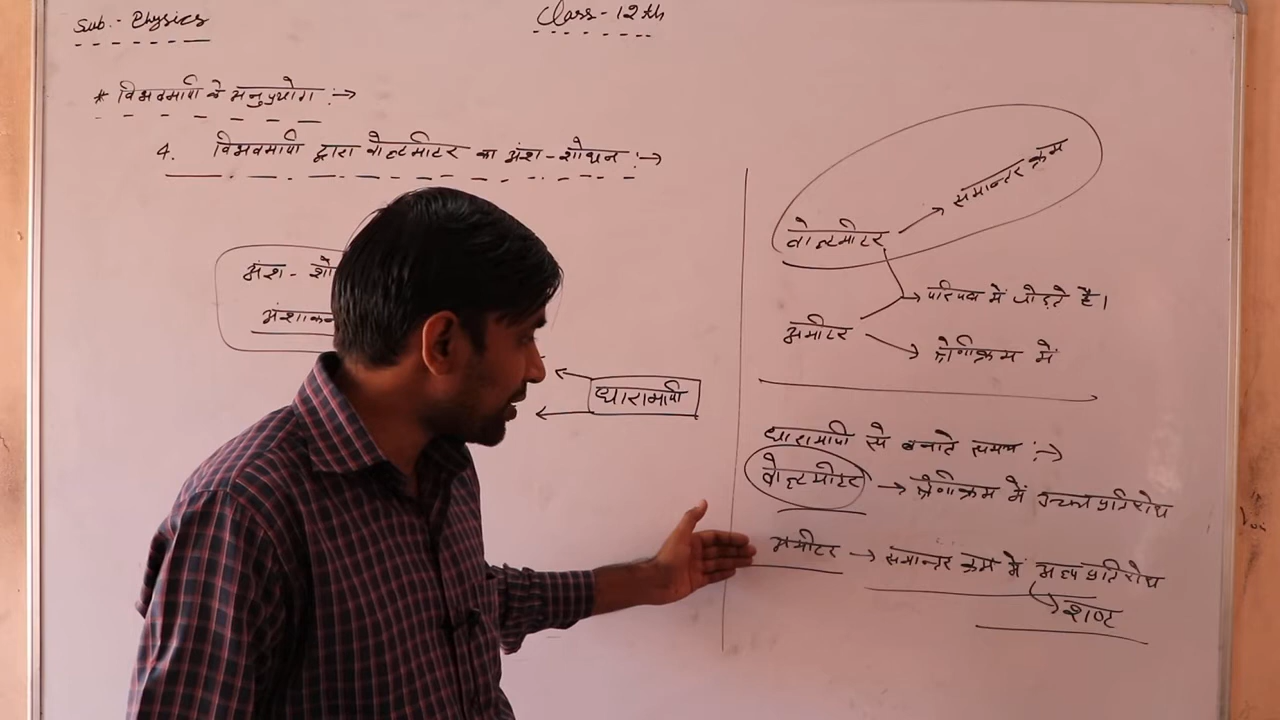 Sub.- Physics
Class-12th
* विभवमापी के अनुप्रयोग :→
4. विभवमापी द्वारा वोल्टमीटर का अंश-शोधन :→
अंश- शो
अंशाकन
धारामापी
वोल्टमीटर → समान्तर क्रम
→ परिपथ में जोड़ते है।
अमीटर → श्रेणीक्रम में
धारामापी से बनाते समय :→
वोल्टमीटर → श्रेणीक्रम में उच्च प्रतिरोध
अमीटर → समान्तर क्रम में अल्प प्रतिरोध
→ शण्ट